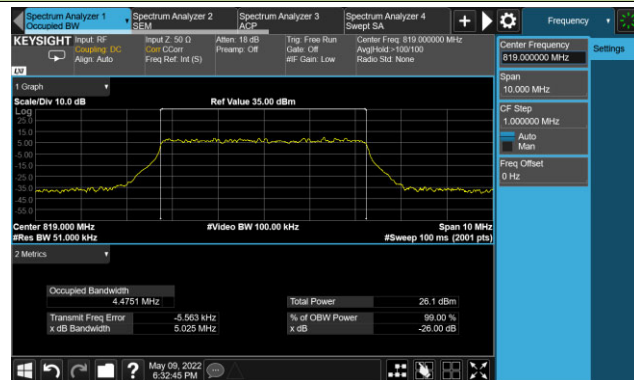 Spectrum Analyzer 1
Occupied BW
Spectrum Analyzer 2
SEM
Spectrum Analyzer 3
ACP
Spectrum Analyzer 4
Swept SA
Frequency
KEYSIGHT
Input: RF
Coupling: DC
Align: Auto
Input Z: 50 Ω
Corr CCorr
Freq Ref: Int (S)
Atten: 18 dB
Preamp: Off
Trig: Free Run
Gate: Off
#IF Gain: Low
Center Freq: 819.000000 MHz
Avg|Hold:>100/100
Radio Std: None
LXI
Center Frequency
819.000000 MHz
Settings
Span
10.000 MHz
CF Step
1.000000 MHz
Auto
Man
Freq Offset
0 Hz
1 Graph
Scale/Div 10.0 dB
Ref Value 35.00 dBm
Log
25.0
15.0
5.00
-5.00
-15.0
-25.0
-35.0
-45.0
-55.0
Center 819.000 MHz
#Video BW 100.00 kHz
Span 10 MHz
#Res BW 51.000 kHz
#Sweep 100 ms (2001 pts)
2 Metrics
Occupied Bandwidth
4.4751 MHz
Total Power
26.1 dBm
Transmit Freq Error
-5.563 kHz
% of OBW Power
99.00 %
x dB Bandwidth
5.025 MHz
x dB
-26.00 dB
?
May 09, 2022
6:32:45 PM